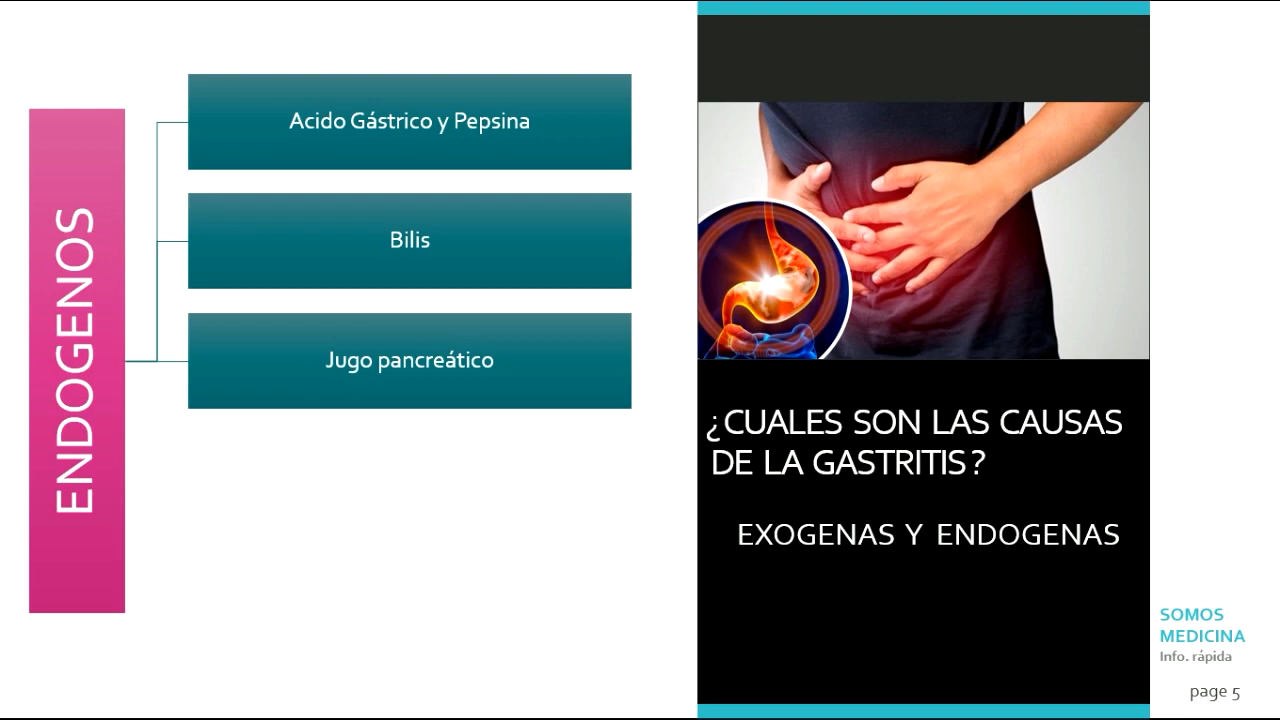 ENDOGENOS
Acido Gástrico y Pepsina
Bilis
Jugo pancreático
¿CUALES SON LAS CAUSAS
DE LA GASTRITIS?
EXOGENAS Y ENDOGENAS
SOMOS
MEDICINA
Info. rápida
page 5